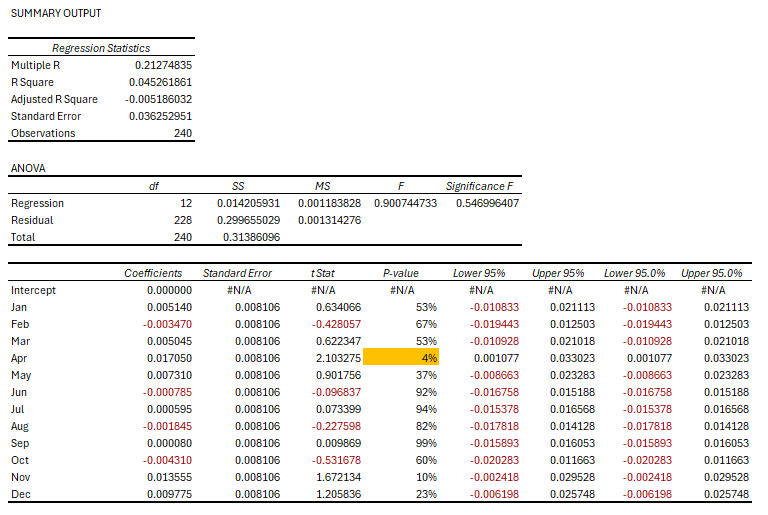 SUMMARY OUTPUT
Regression Statistics
Multiple R 0.21274835
R Square 0.045261861
Adjusted R Square -0.005186032
Standard Error 0.036252951
Observations 240
ANOVA
df SS MS F Significance F
Regression 12 0.014205931 0.001183828 0.900744733 0.546996407
Residual 228 0.299655029 0.001314276
Total 240 0.31386096
Coefficients Standard Error t Stat P-value Lower 95% Upper 95% Lower 95.0% Upper 95.0%
Intercept 0.000000 #N/A #N/A #N/A #N/A #N/A #N/A #N/A
Jan 0.005140 0.008106 0.634066 53% -0.010833 0.021113 -0.010833 0.021113
Feb -0.003470 0.008106 -0.428057 67% -0.019443 0.012503 -0.019443 0.012503
Mar 0.005045 0.008106 0.622347 53% -0.010928 0.021018 -0.010928 0.021018
Apr 0.017050 0.008106 2.103275 4% 0.001077 0.033023 0.001077 0.033023
May 0.007310 0.008106 0.901756 37% -0.008663 0.023283 -0.008663 0.023283
Jun -0.000785 0.008106 -0.096837 92% -0.016758 0.015188 -0.016758 0.015188
Jul 0.000595 0.008106 0.073399 94% -0.015378 0.016568 -0.015378 0.016568
Aug -0.001845 0.008106 -0.227598 82% -0.017818 0.014128 -0.017818 0.014128
Sep 0.000080 0.008106 0.009869 99% -0.015893 0.016053 -0.015893 0.016053
Oct -0.004310 0.008106 -0.531678 60% -0.020283 0.011663 -0.020283 0.011663
Nov 0.013555 0.008106 1.672134 10% -0.002418 0.029528 -0.002418 0.029528
Dec 0.009775 0.008106 1.205836 23% -0.006198 0.025748 -0.006198 0.025748